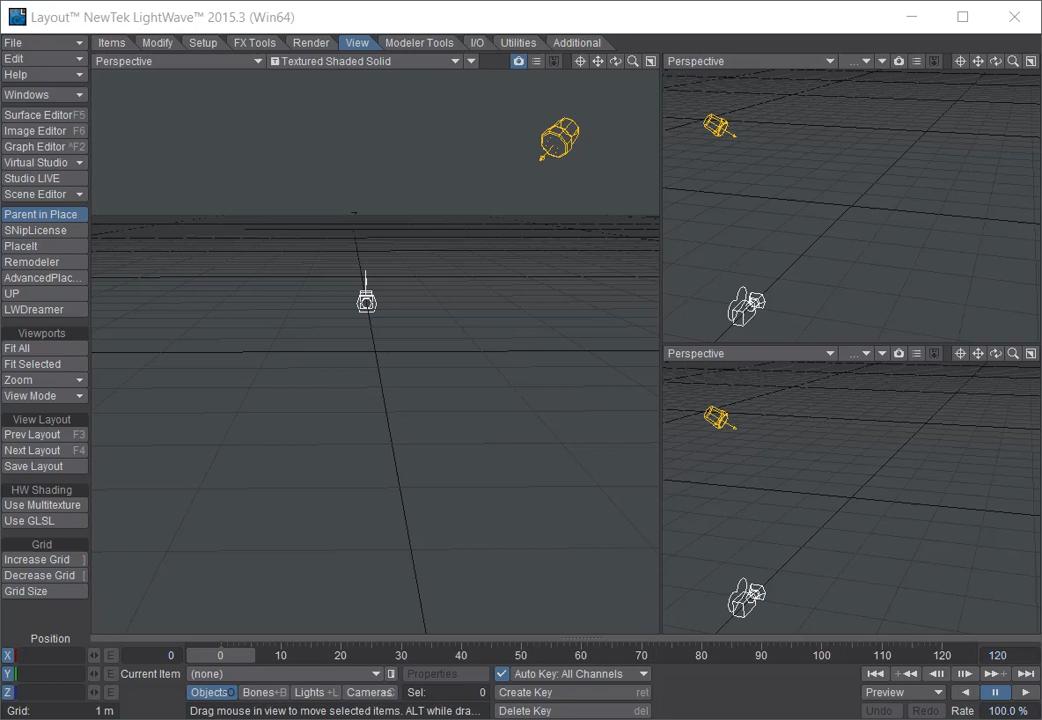 Layout™ NewTek LightWave™ 2015.3 (Win64)
File Items Modify Setup FX Tools Render View Modeler Tools I/O Utilities Additional
Edit
Help
Windows
Surface Editor F5
Image Editor F6
Graph Editor ^F2
Virtual Studio
Studio LIVE
Scene Editor
Parent in Place
SNipLicense
PlaceIt
Remodeler
AdvancedPlac...
UP
LWDreamer
Viewports
Fit All
Fit Selected
Zoom
View Mode
View Layout
Prev Layout F3
Next Layout F4
Save Layout
HW Shading
Use Multitexture
Use GLSL
Grid
Increase Grid ]
Decrease Grid [
Grid Size
Perspective T Textured Shaded Solid
Perspective ...
Perspective ...
Position
X E 0 0 10 20 30 40 50 60 70 80 90 100 110 120 120
Y E Current Item (none) Properties Auto Key: All Channels
Z E Objects O Bones +B Lights +L Cameras C Sel: 0 Create Key ret Preview
Grid: 1 m Drag mouse in view to move selected items. ALT while dra... Delete Key del Undo Redo Rate 100.0 %